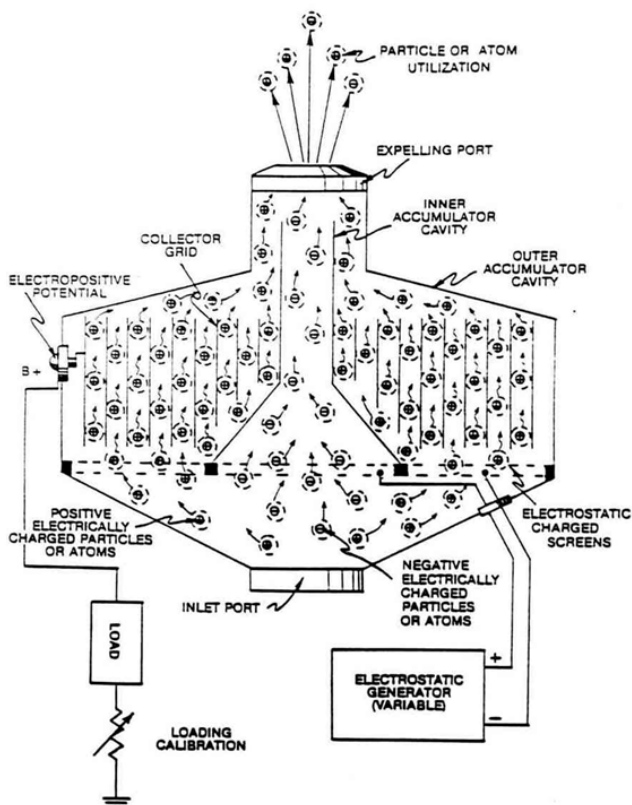 PARTICLE OR ATOM
UTILIZATION
EXPELLING PORT
INNER
ACCUMULATOR
CAVITY
COLLECTOR
GRID
OUTER
ACCUMULATOR
CAVITY
ELECTROPOSITIVE
POTENTIAL
B+
POSITIVE
ELECTRICALLY
CHARGED PARTICLES
OR ATOMS
ELECTROSTATIC
CHARGED
SCREENS
NEGATIVE
ELECTRICALLY
CHARGED
PARTICLES
OR ATOMS
INLET PORT
LOAD
+
ELECTROSTATIC
GENERATOR
(VARIABLE)
−
LOADING
CALIBRATION